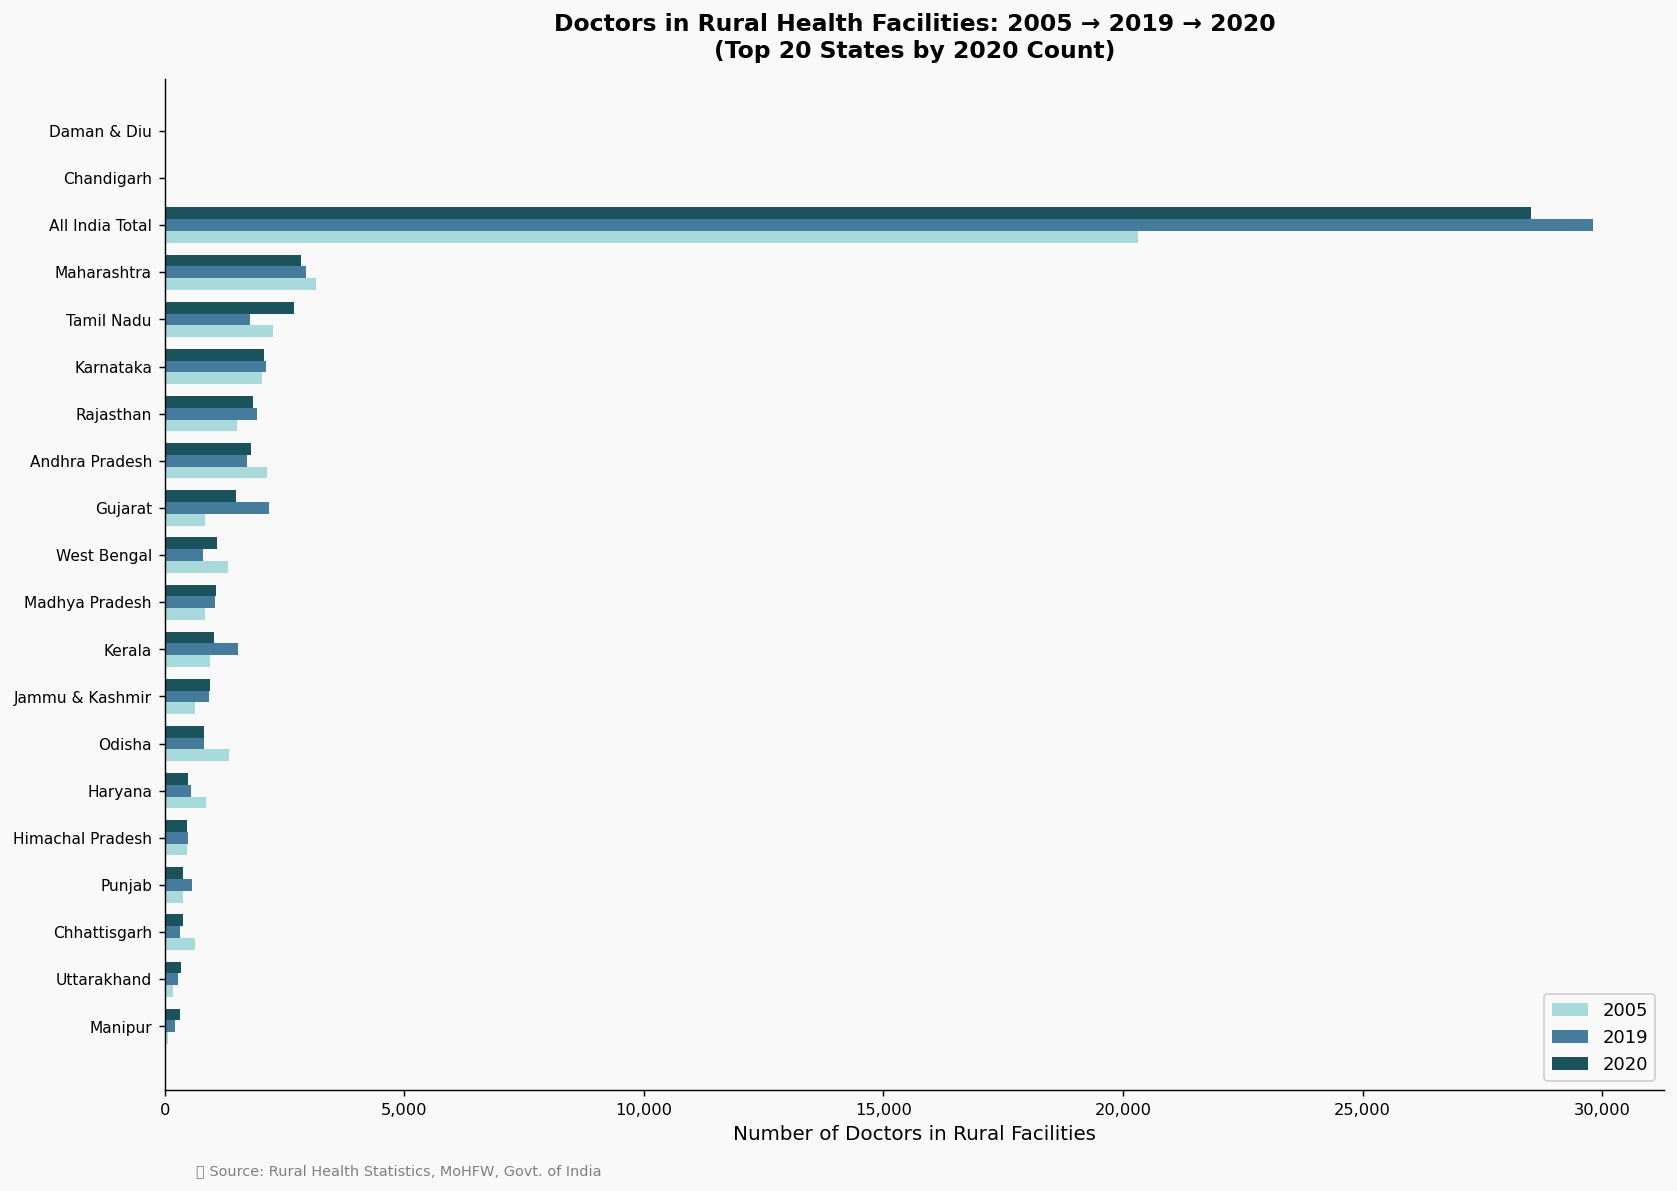 Doctors in Rural Health Facilities: 2005 → 2019 → 2020
(Top 20 States by 2020 Count)
Daman & Diu
Chandigarh
All India Total
Maharashtra
Tamil Nadu
Karnataka
Rajasthan
Andhra Pradesh
Gujarat
West Bengal
Madhya Pradesh
Kerala
Jammu & Kashmir
Odisha
Haryana
Himachal Pradesh
Punjab
Chhattisgarh
Uttarakhand
Manipur
2005
2019
2020
0 5,000 10,000 15,000 20,000 25,000 30,000
Number of Doctors in Rural Facilities
Source: Rural Health Statistics, MoHFW, Govt. of India